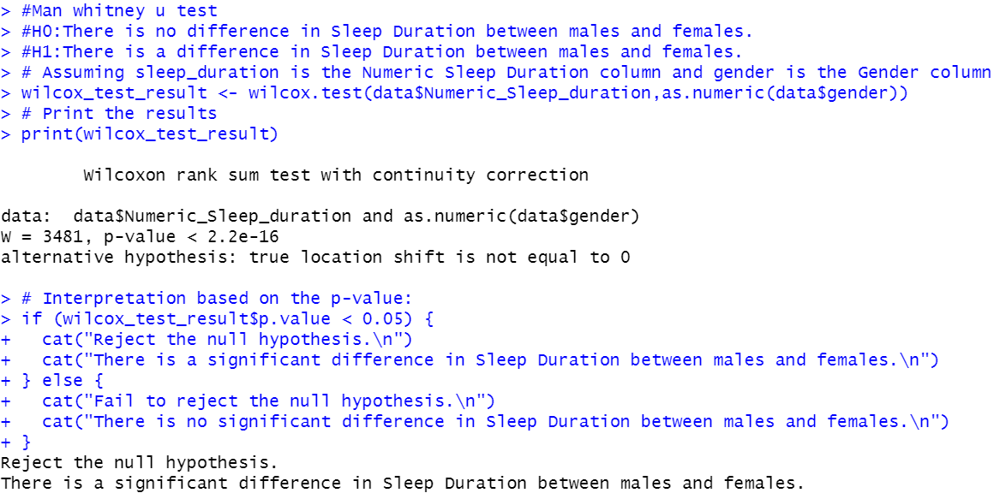 > #Man whitney u test
> #H0:There is no difference in Sleep Duration between males and females.
> #H1:There is a difference in Sleep Duration between males and females.
> # Assuming sleep_duration is the Numeric Sleep Duration column and gender is the Gender column
> wilcox_test_result <- wilcox.test(data$Numeric_Sleep_duration,as.numeric(data$gender))
> # Print the results
> print(wilcox_test_result)
Wilcoxon rank sum test with continuity correction
data:  data$Numeric_Sleep_duration and as.numeric(data$gender)
W = 3481, p-value < 2.2e-16
alternative hypothesis: true location shift is not equal to 0
> # Interpretation based on the p-value:
> if (wilcox_test_result$p.value < 0.05) {
+   cat("Reject the null hypothesis.\n")
+   cat("There is a significant difference in Sleep Duration between males and females.\n")
+ } else {
+   cat("Fail to reject the null hypothesis.\n")
+   cat("There is no significant difference in Sleep Duration between males and females.\n")
+ }
Reject the null hypothesis.
There is a significant difference in Sleep Duration between males and females.